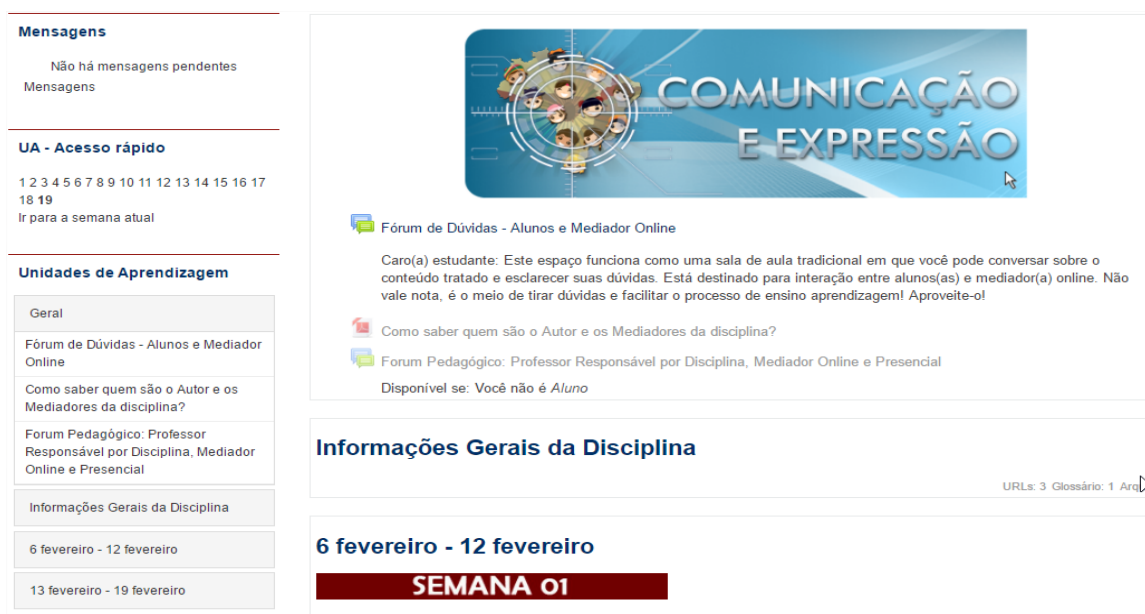 Mensagens
Não há mensagens pendentes
Mensagens
UA - Acesso rápido
1 2 3 4 5 6 7 8 9 10 11 12 13 14 15 16 17
18 19
Ir para a semana atual
Unidades de Aprendizagem
Geral
Fórum de Dúvidas - Alunos e Mediador
Online
Como saber quem são o Autor e os
Mediadores da disciplina?
Forum Pedagógico: Professor
Responsável por Disciplina, Mediador
Online e Presencial
Informações Gerais da Disciplina
6 fevereiro - 12 fevereiro
13 fevereiro - 19 fevereiro
COMUNICAÇÃO
E EXPRESSÃO
Fórum de Dúvidas - Alunos e Mediador Online
Caro(a) estudante: Este espaço funciona como uma sala de aula tradicional em que você pode conversar sobre o
conteúdo tratado e esclarecer suas dúvidas. Está destinado para interação entre alunos(as) e mediador(a) online. Não
vale nota, é o meio de tirar dúvidas e facilitar o processo de ensino aprendizagem! Aproveite-o!
Como saber quem são o Autor e os Mediadores da disciplina?
Forum Pedagógico: Professor Responsável por Disciplina, Mediador Online e Presencial
Disponível se: Você não é Aluno
Informações Gerais da Disciplina
URLs: 3 Glossário: 1 Arq
6 fevereiro - 12 fevereiro
SEMANA 01